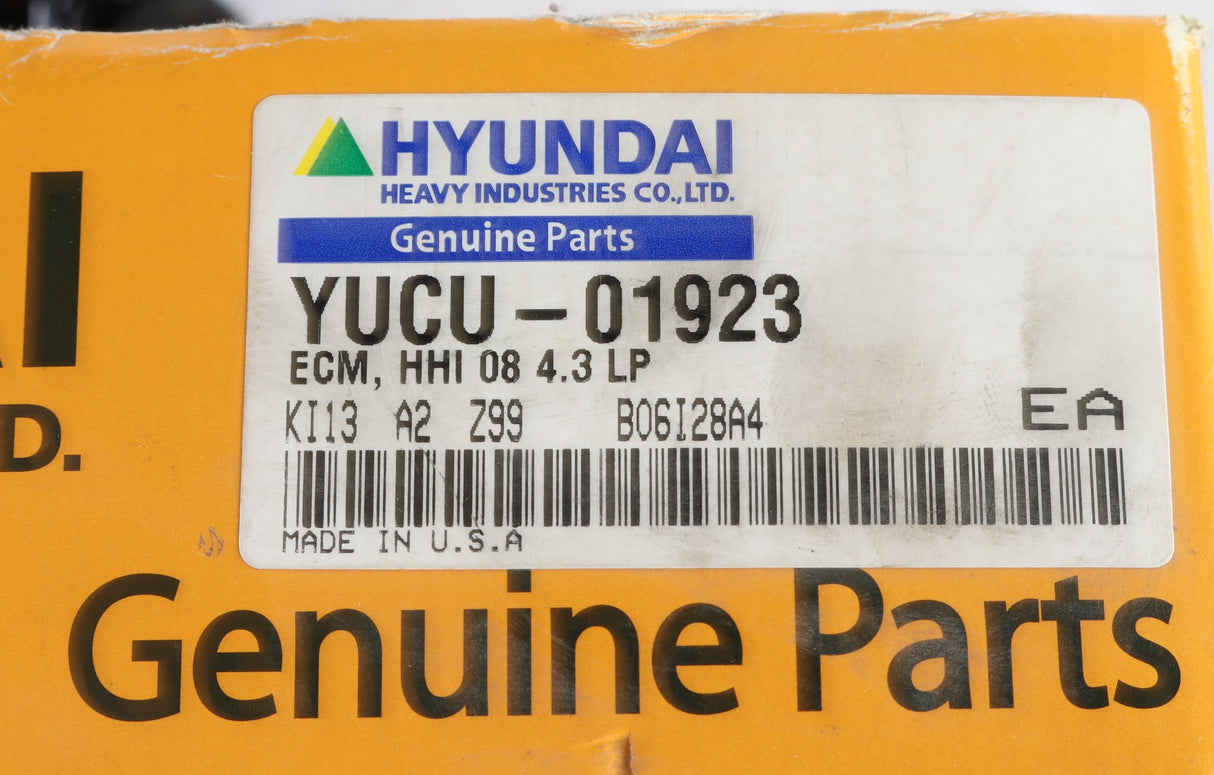 HYUNDAI
HEAVY INDUSTRIES CO.,LTD.
Genuine Parts
YUCU-01923
ECM, HHI 08 4.3 LP
KI13 A2 Z99 B06I28A4 EA
MADE IN U.S.A
I
D.
Genuine Parts